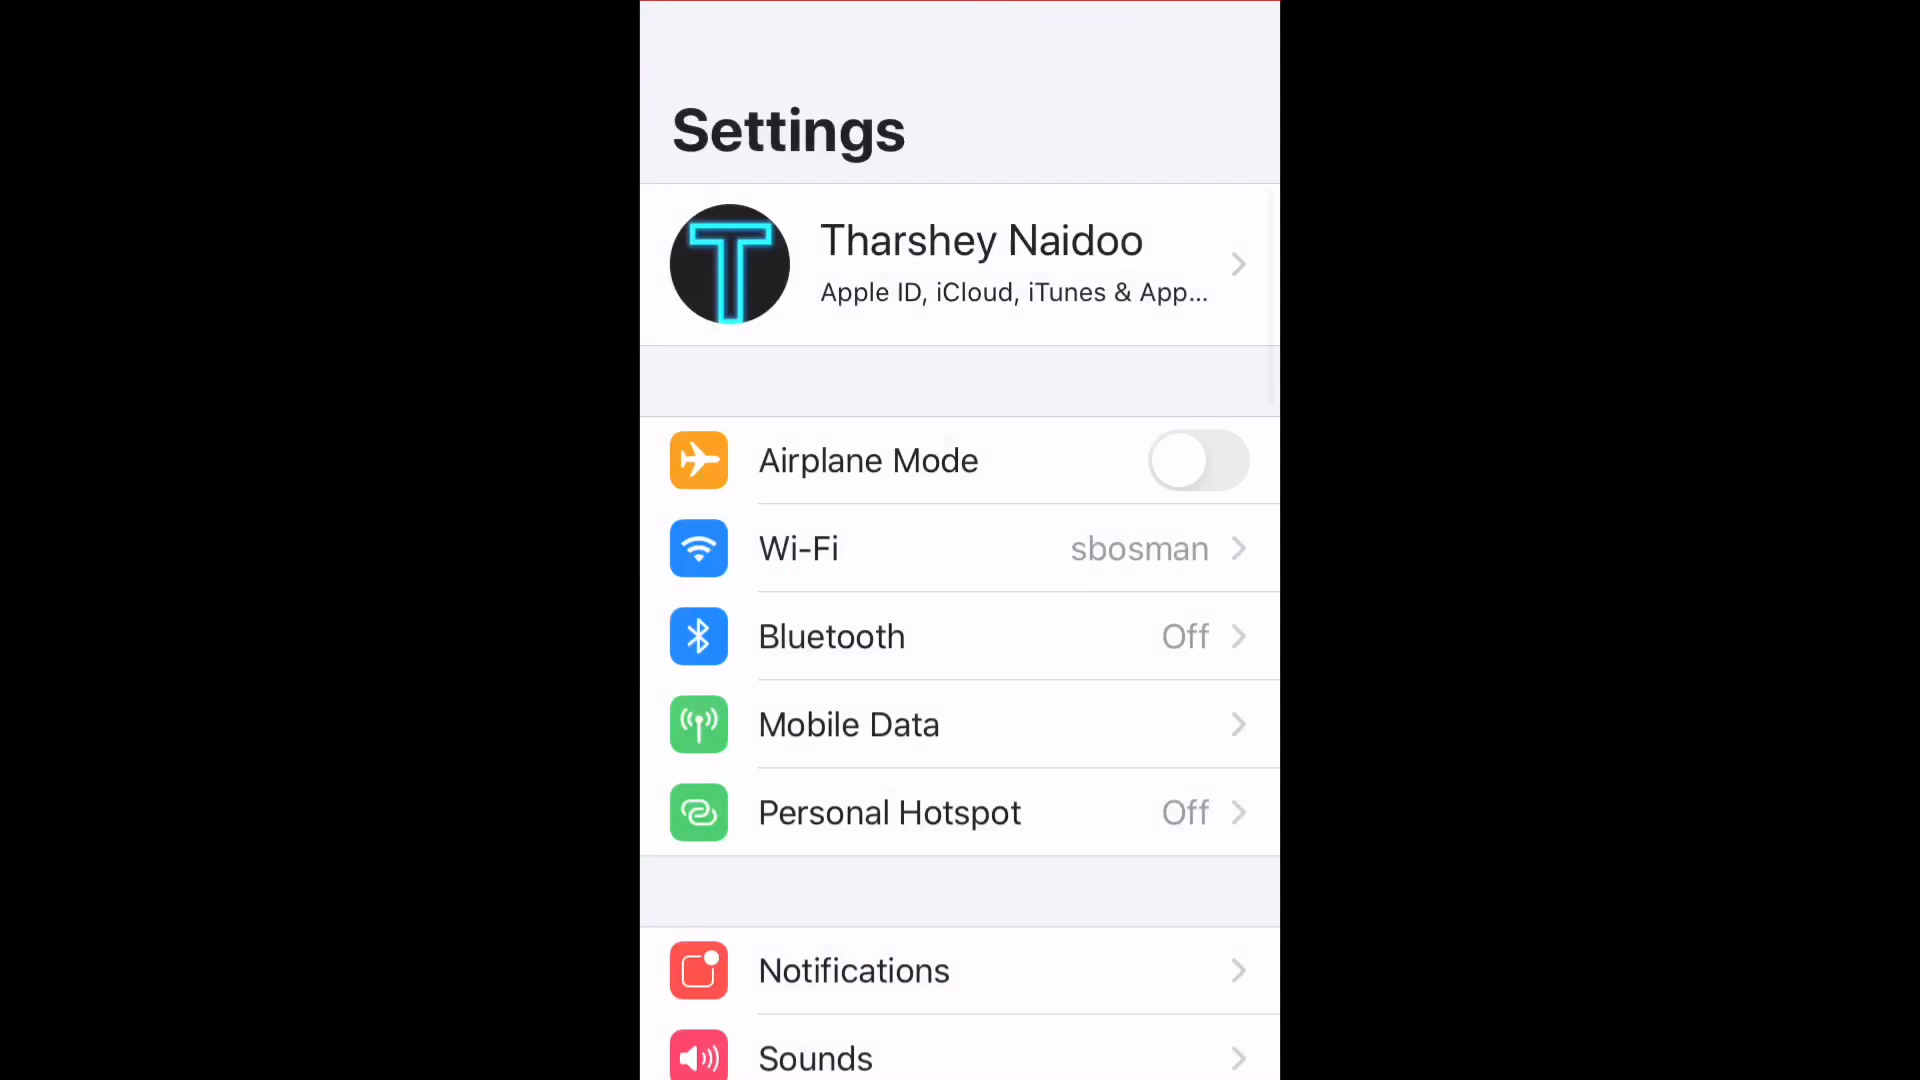 Settings
T
Tharshey Naidoo
Apple ID, iCloud, iTunes & App...
Airplane Mode
Wi-Fi sbosman
Bluetooth Off
Mobile Data
Personal Hotspot Off
Notifications
Sounds